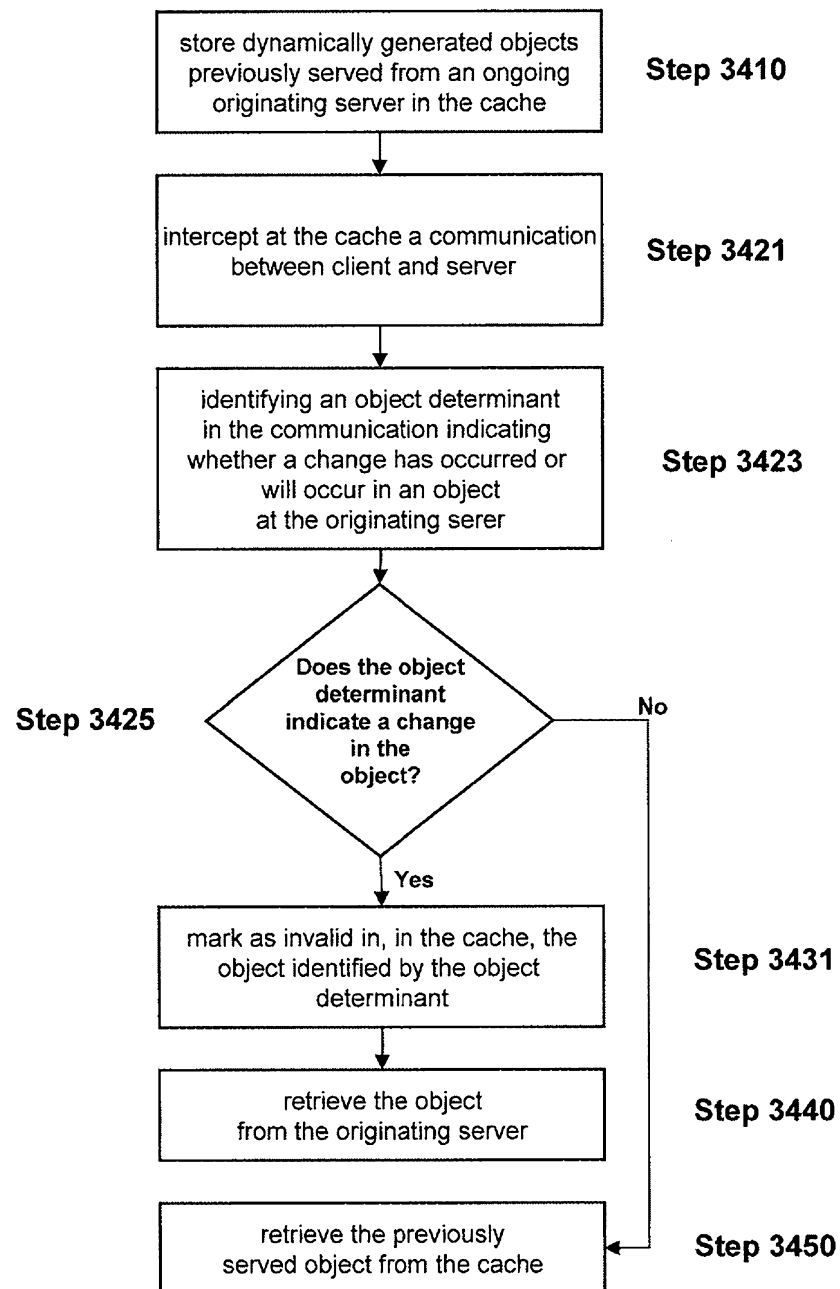 store dynamically generated objects
previously served from an ongoing
originating server in the cache
Step 3410
intercept at the cache a communication
between client and server
Step 3421
identifying an object determinant
in the communication indicating
whether a change has occurred or
will occur in an object
at the originating serer
Step 3423
Does the object
determinant
indicate a change
in the
object?
Step 3425
No
Yes
mark as invalid in, in the cache, the
object identified by the object
determinant
Step 3431
retrieve the object
from the originating server
Step 3440
retrieve the previously
served object from the cache
Step 3450